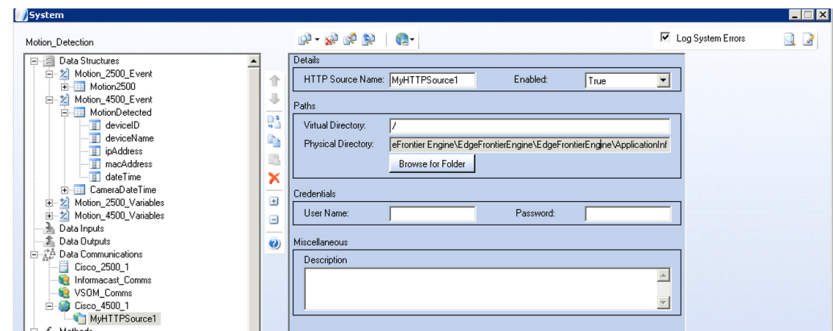 System
Motion_Detection
Log System Errors
Data Structures
Motion_2500_Event
Motion2500
Motion_4500_Event
MotionDetected
deviceID
deviceName
ipAddress
macAddress
dateTime
CameraDateTime
Motion_2500_Variables
Motion_4500_Variables
Data Inputs
Data Outputs
Data Communications
Cisco_2500_1
Informacast_Comms
VSOM_Comms
Cisco_4500_1
MyHTTPSource1
Methods
Details
HTTP Source Name: MyHTTPSource1 Enabled: True
Paths
Virtual Directory: /
Physical Directory: eFrontier Engine\EdgeFrontierEngine\EdgeFrontierEngine\ApplicationInf
Browse for Folder
Credentials
User Name: Password:
Miscellaneous
Description